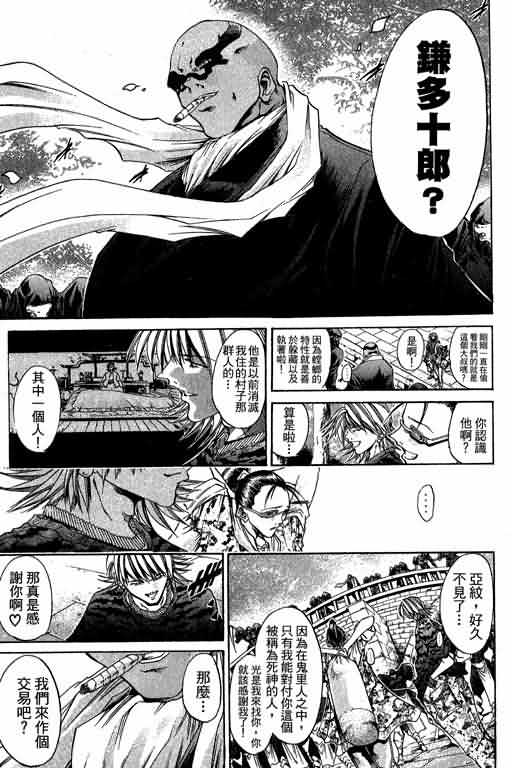 鎌多十郎？
剛剛一直在偷
看我們的就是
這個大叔嗎？
是啊！
因為螳螂的
特性就是善
於躲藏以及
執著啦！
你認識
他啊？
算是
啦…
他是以前消滅
我住的村子那
群人的…
其中一個人！
……
亞紋，好久
不見了…
因為在鬼里人之中，
只有我能對付你這個
被稱為死神的人，
光是我來找你，你
就該感謝我了！
那真是感
謝你啊♡
那麼…
我們來作個
交易吧？